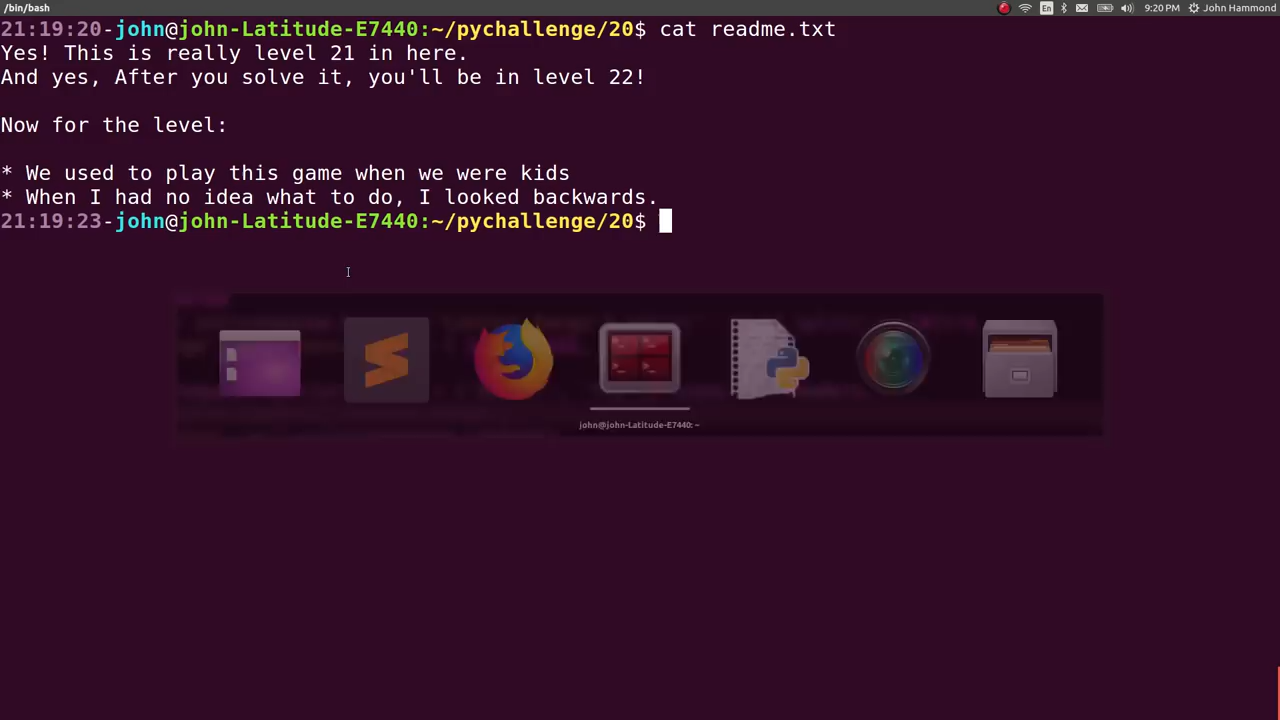 /bin/bash
En
9:20 PM
John Hammond
21:19:20-john@john-Latitude-E7440:~/pychallenge/20$ cat readme.txt
Yes! This is really level 21 in here.
And yes, After you solve it, you'll be in level 22!
Now for the level:
* We used to play this game when we were kids
* When I had no idea what to do, I looked backwards.
21:19:23-john@john-Latitude-E7440:~/pychallenge/20$
john@john-Latitude-E7440: ~